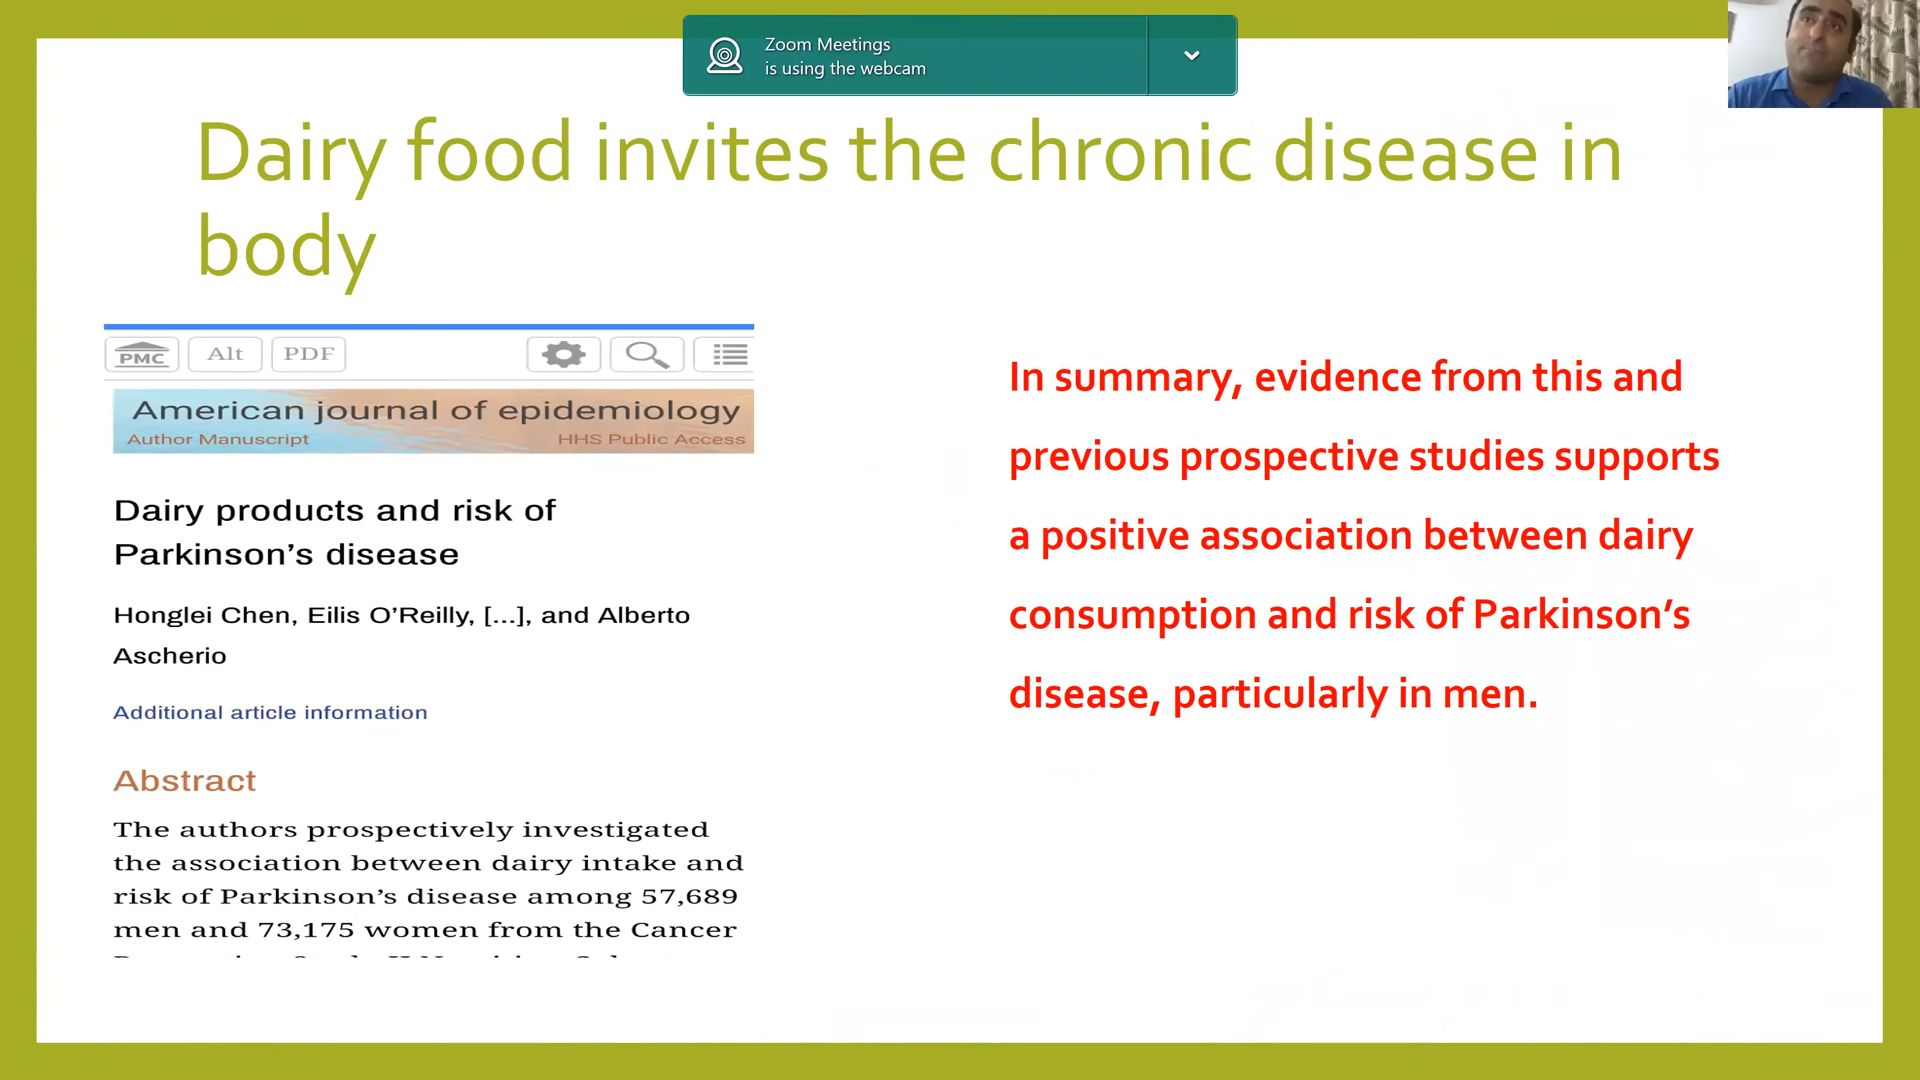 Zoom Meetings
is using the webcam
Dairy food invites the chronic disease in
body
PMC Alt PDF
American journal of epidemiology
Author Manuscript HHS Public Access
Dairy products and risk of
Parkinson’s disease
Honglei Chen, Eilis O’Reilly, [...], and Alberto
Ascherio
Additional article information
Abstract
The authors prospectively investigated
the association between dairy intake and
risk of Parkinson’s disease among 57,689
men and 73,175 women from the Cancer
In summary, evidence from this and
previous prospective studies supports
a positive association between dairy
consumption and risk of Parkinson’s
disease, particularly in men.